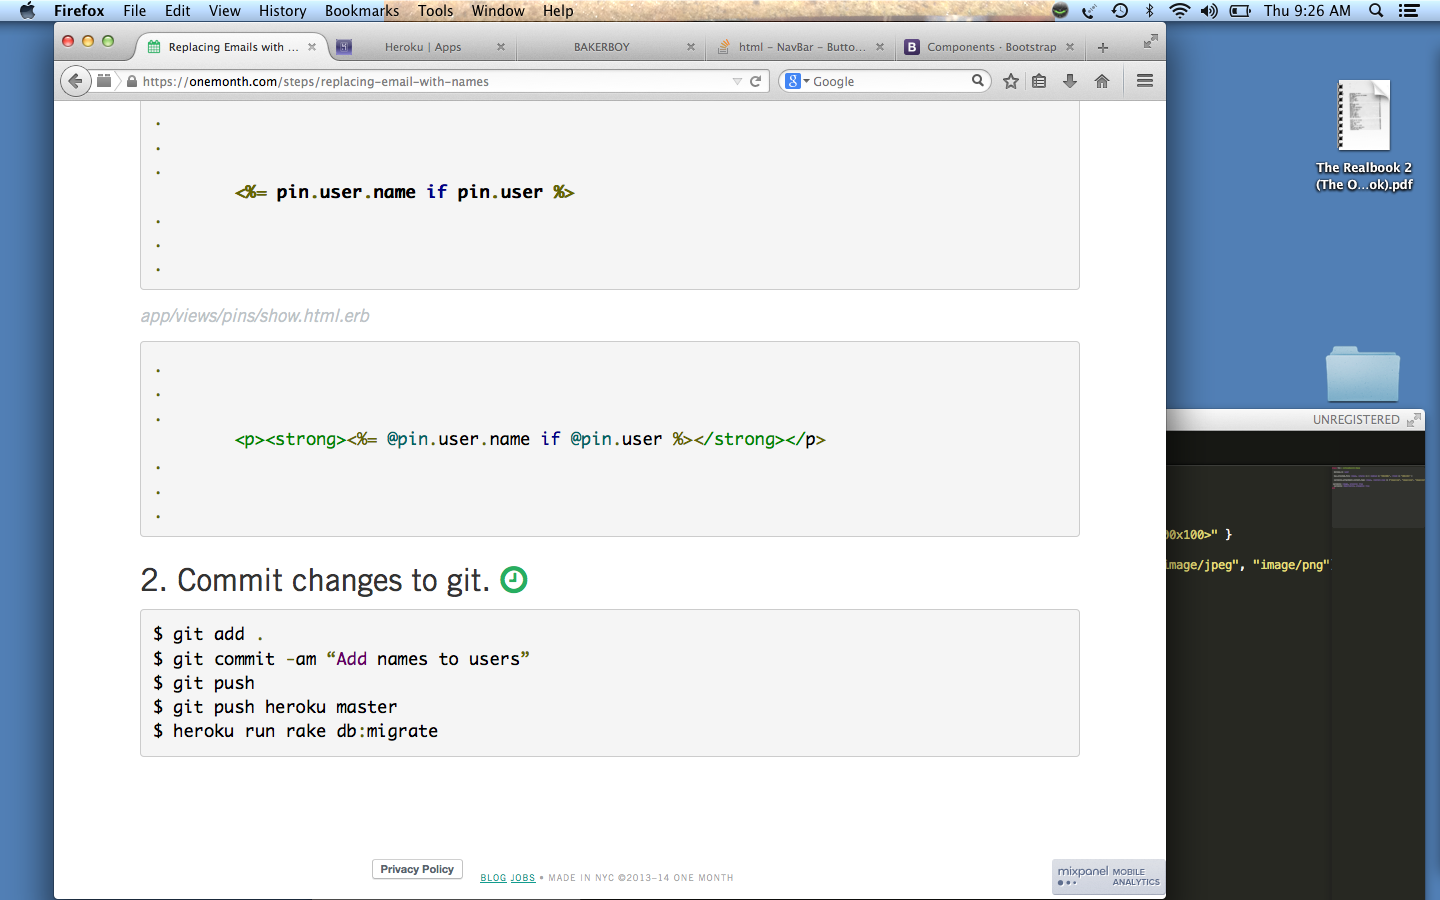 Firefox File Edit View History Bookmarks Tools Window Help Thu 9:26 AM
Replacing Emails with ... Heroku | Apps BAKERBOY html - NavBar - Butto... Components · Bootstrap
https://onemonth.com/steps/replacing-email-with-names Google
<%= pin.user.name if pin.user %>
app/views/pins/show.html.erb
<p><strong><%= @pin.user.name if @pin.user %></strong></p>
2. Commit changes to git.
$ git add .
$ git commit -am “Add names to users”
$ git push
$ git push heroku master
$ heroku run rake db:migrate
Privacy Policy
BLOG JOBS • MADE IN NYC ©2013-14 ONE MONTH
mixpanel MOBILE
ANALYTICS
The Realbook 2
(The O...ok).pdf
UNREGISTERED
00x100>" }
image/jpeg", "image/png"